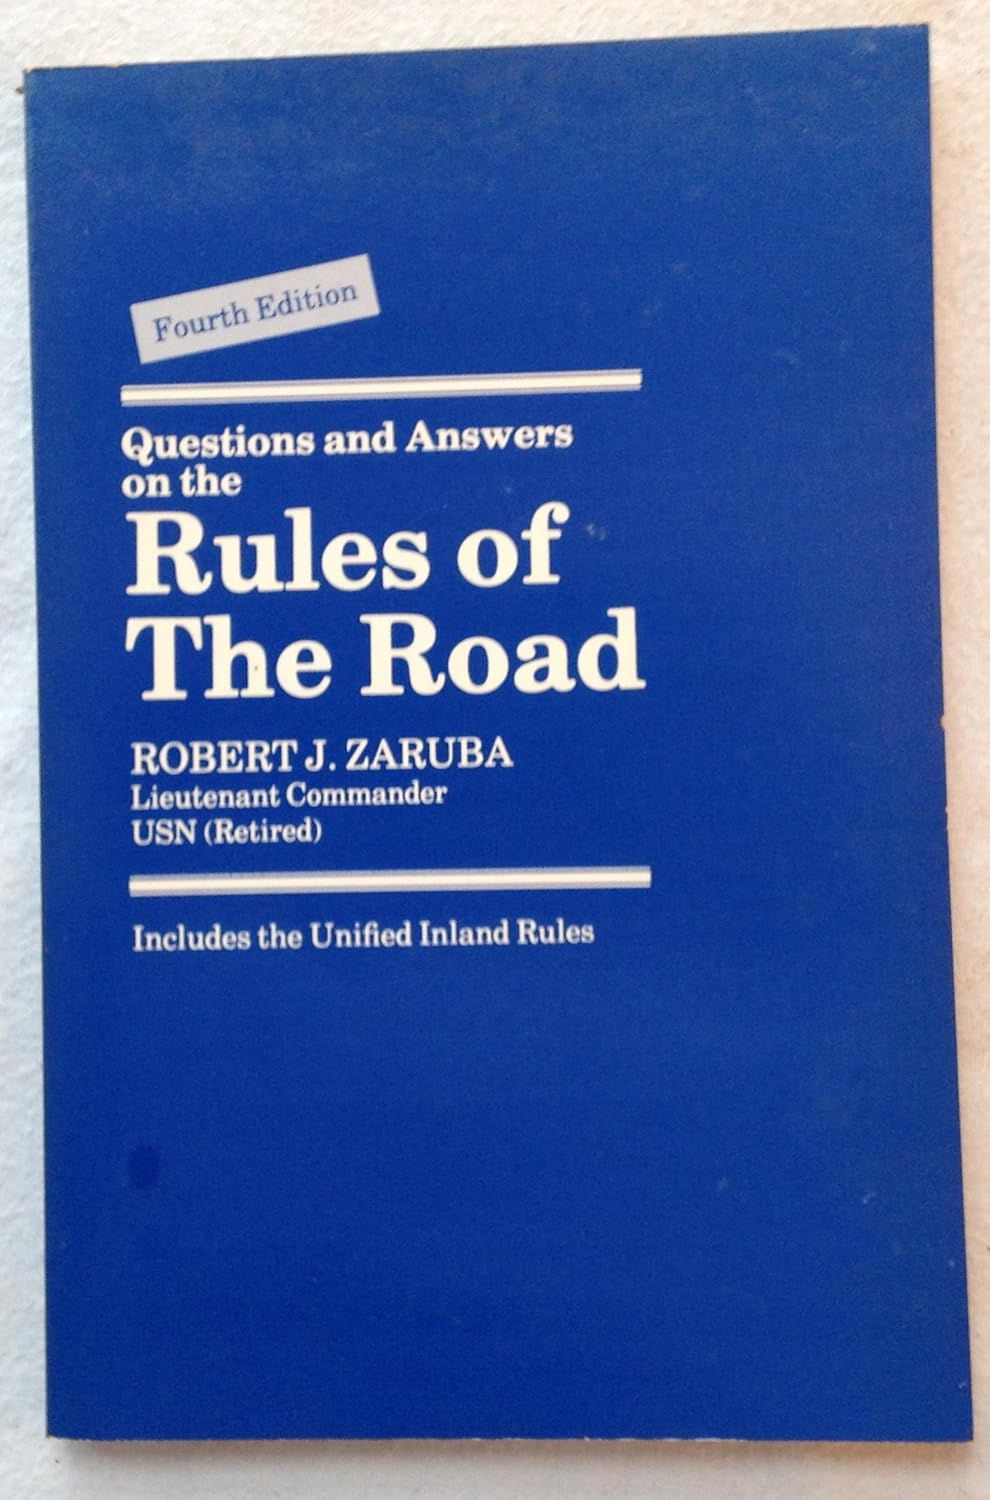 Fourth Edition
Questions and Answers
on the
Rules of
The Road
ROBERT J. ZARUBA
Lieutenant Commander
USN (Retired)
Includes the Unified Inland Rules